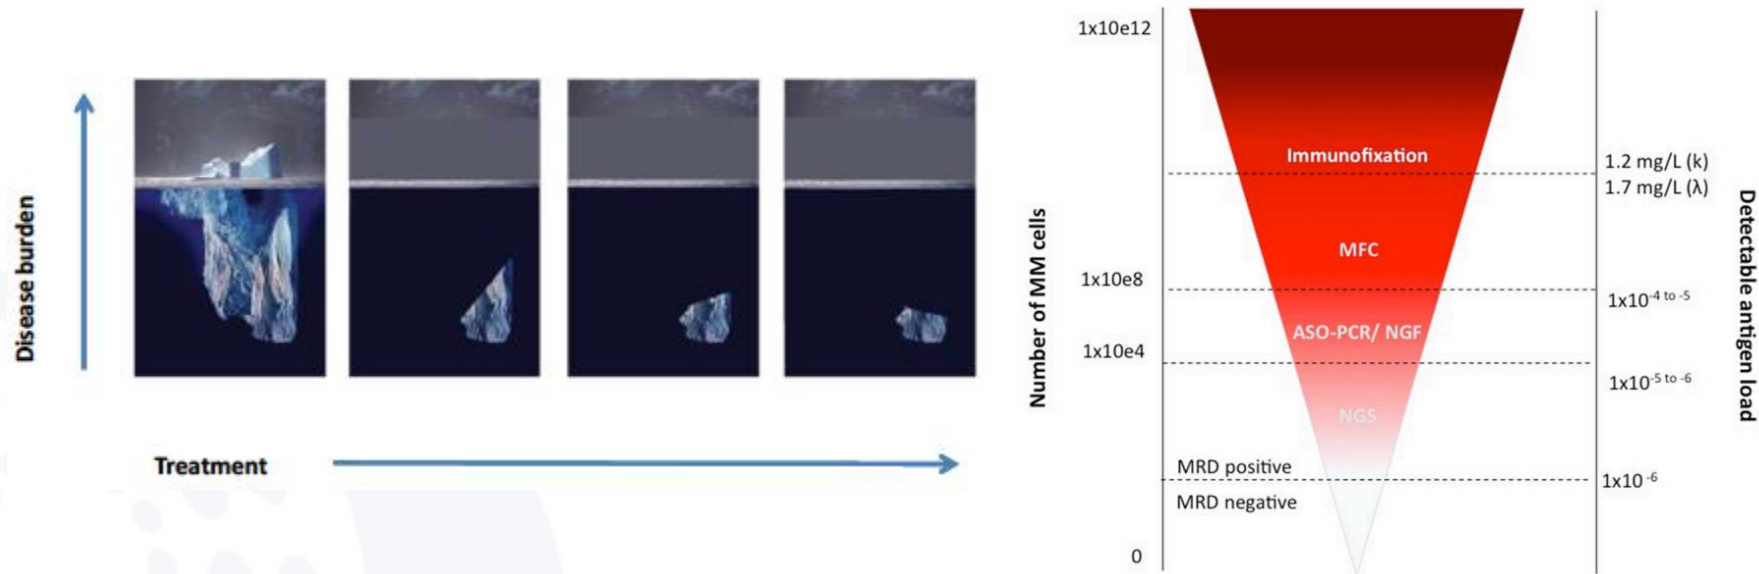 Disease burden
Treatment
Number of MM cells
1x10e12
1x10e8
1x10e4
0
Immunofixation
MFC
ASO-PCR/ NGF
NGS
MRD positive
MRD negative
1.2 mg/L (k)
1.7 mg/L (λ)
1x10-4 to -5
1x10-5 to -6
1x10 -6
Detectable antigen load